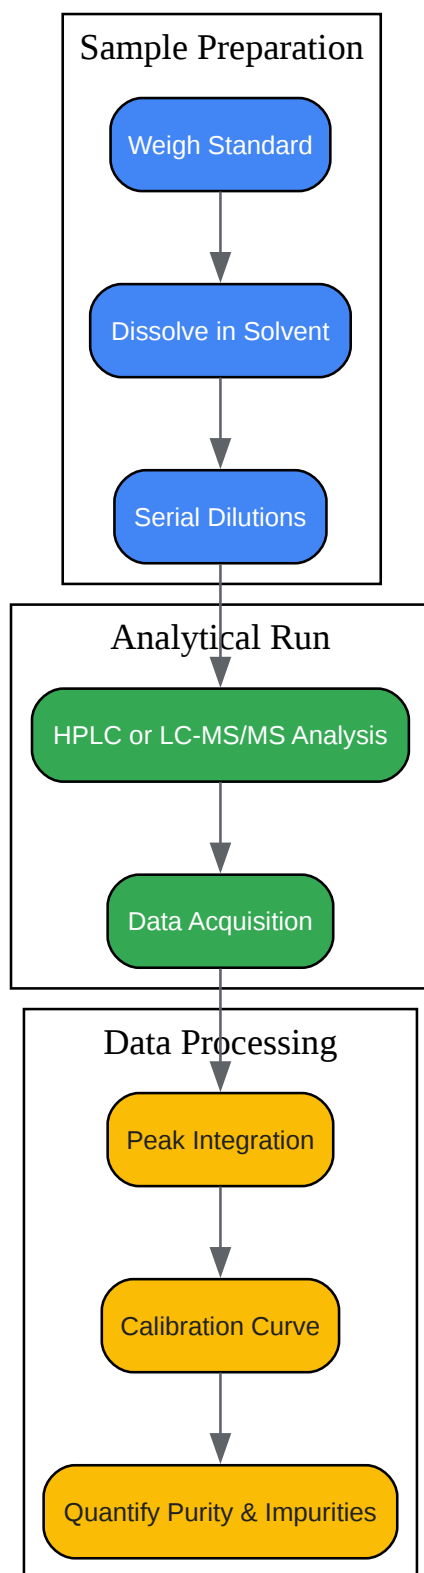 Sample Preparation
Weigh Standard
Dissolve in Solvent
Serial Dilutions
Analytical Run
HPLC or LC-MS/MS Analysis
Data Acquisition
Data Processing
Peak Integration
Calibration Curve
Quantify Purity & Impurities